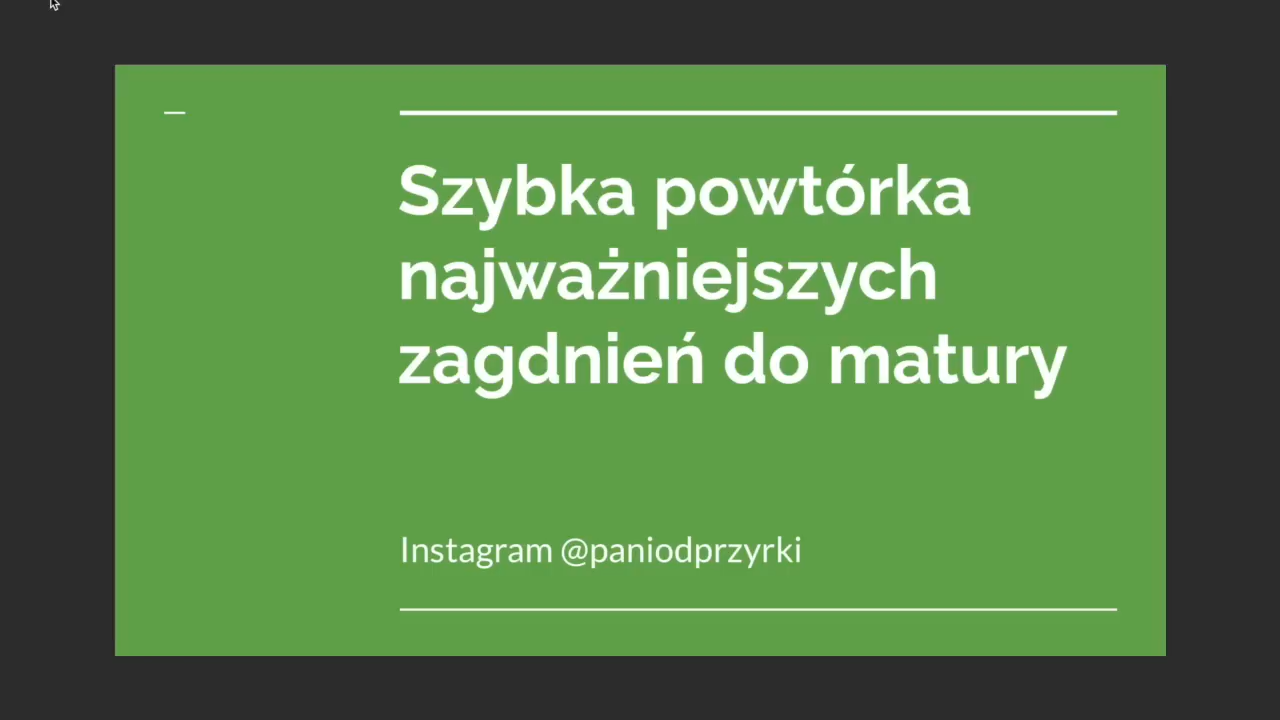 Szybka powtórka
najważniejszych
zagdnień do matury
Instagram @paniodprzyrki